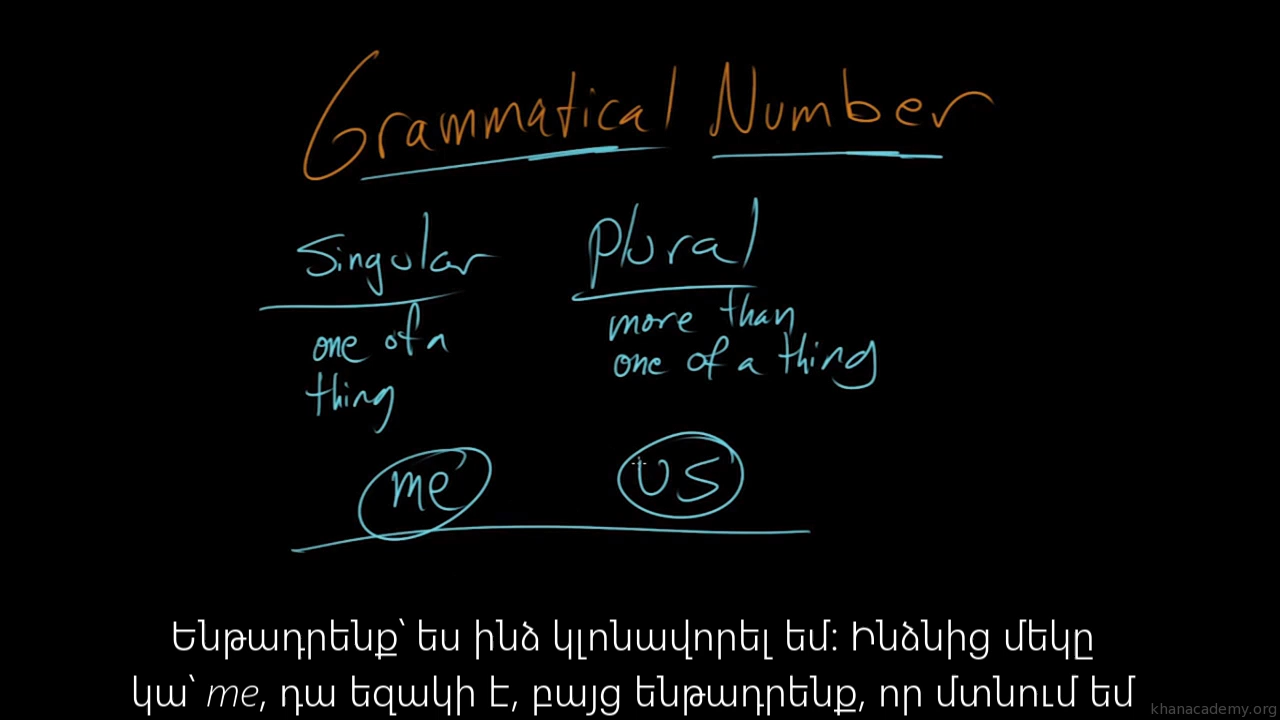 Grammatical Number
Singular
Plural
one of a
thing
more than
one of a thing
me
us
Ենթադրենք՝ ես ինձ կլոնավորել եմ: Ինձնից մեկը
կա՝ me, դա եզակի է, բայց ենթադրենք, որ մտնում եմ
khanacademy.org